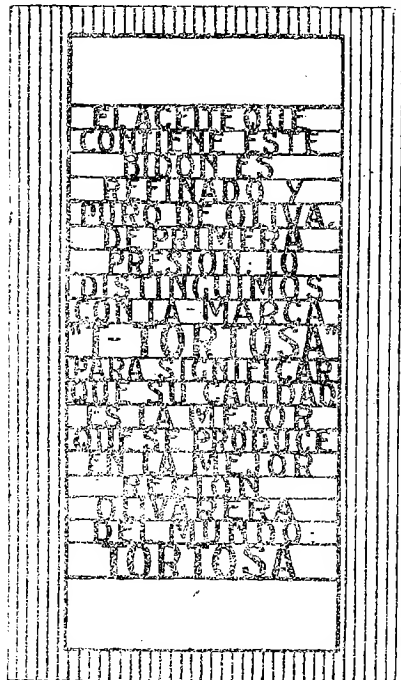 EL ACEITE QUE
CONTIENE ESTE
BIDON ES
REFINADO Y
PURO DE OLIVA,
DE PRIMERA
PRESION. LO
DISTINGUIMOS
CON LA MARCA
"1-TORTOSA"
PARA SIGNIFICAR
QUE SU CALIDAD
ES LA MEJOR
QUE SE PRODUCE
EN LA MEJOR
REGION
OLIVARERA
DEL MUNDO-
TORTOSA